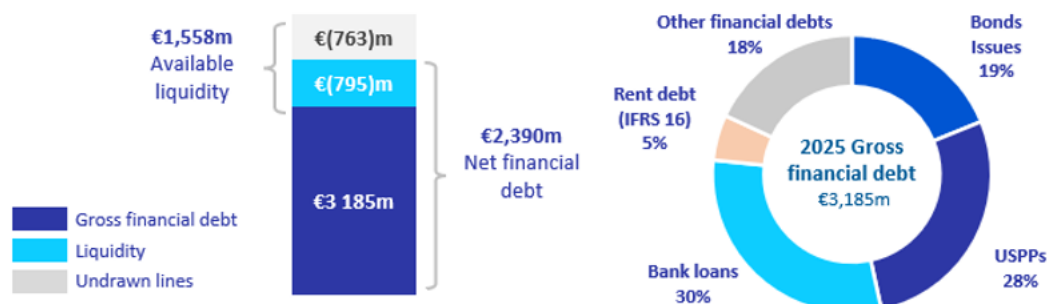 €1,558m
Available
liquidity
€(763)m
€(795)m
€3 185m
€2,390m
Net financial
debt
Gross financial debt
Liquidity
Undrawn lines
Other financial debts
18%
Bonds
Issues
19%
Rent debt
(IFRS 16)
5%
2025 Gross
financial debt
€3,185m
Bank loans
30%
USPPs
28%